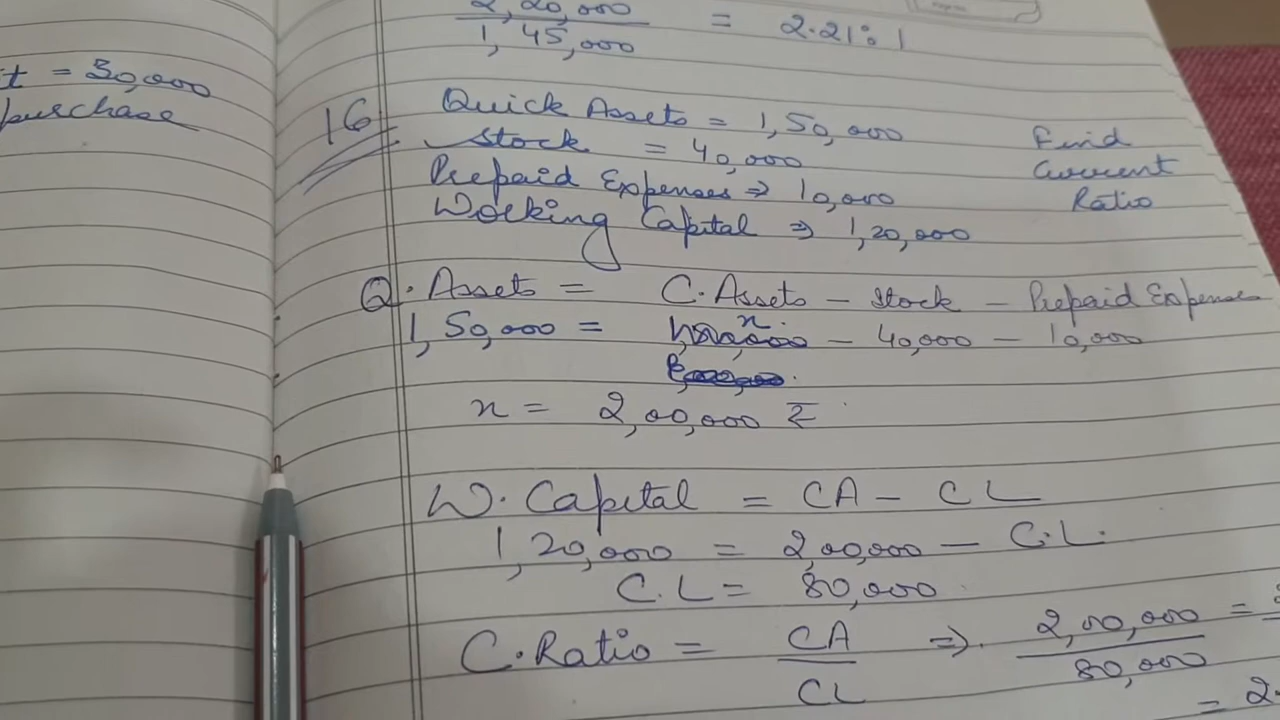 t = 30,000
purchase
2,20,000 = 2.21:1
1,45,000
16 Quick Assets = 1,50,000 Find
Stock = 40,000 Current
Prepaid Expenses ⇒ 10,000 Ratio
Working Capital ⇒ 1,20,000
Q. Assets = C. Assets - Stock - Prepaid Expenses
1,50,000 = x - 40,000 - 10,000
x = 2,00,000 ₹
W. Capital = CA - CL
1,20,000 = 2,00,000 - C.L.
C.L = 80,000
C. Ratio = CA ⇒ 2,00,000 =
CL 80,000
= 2.